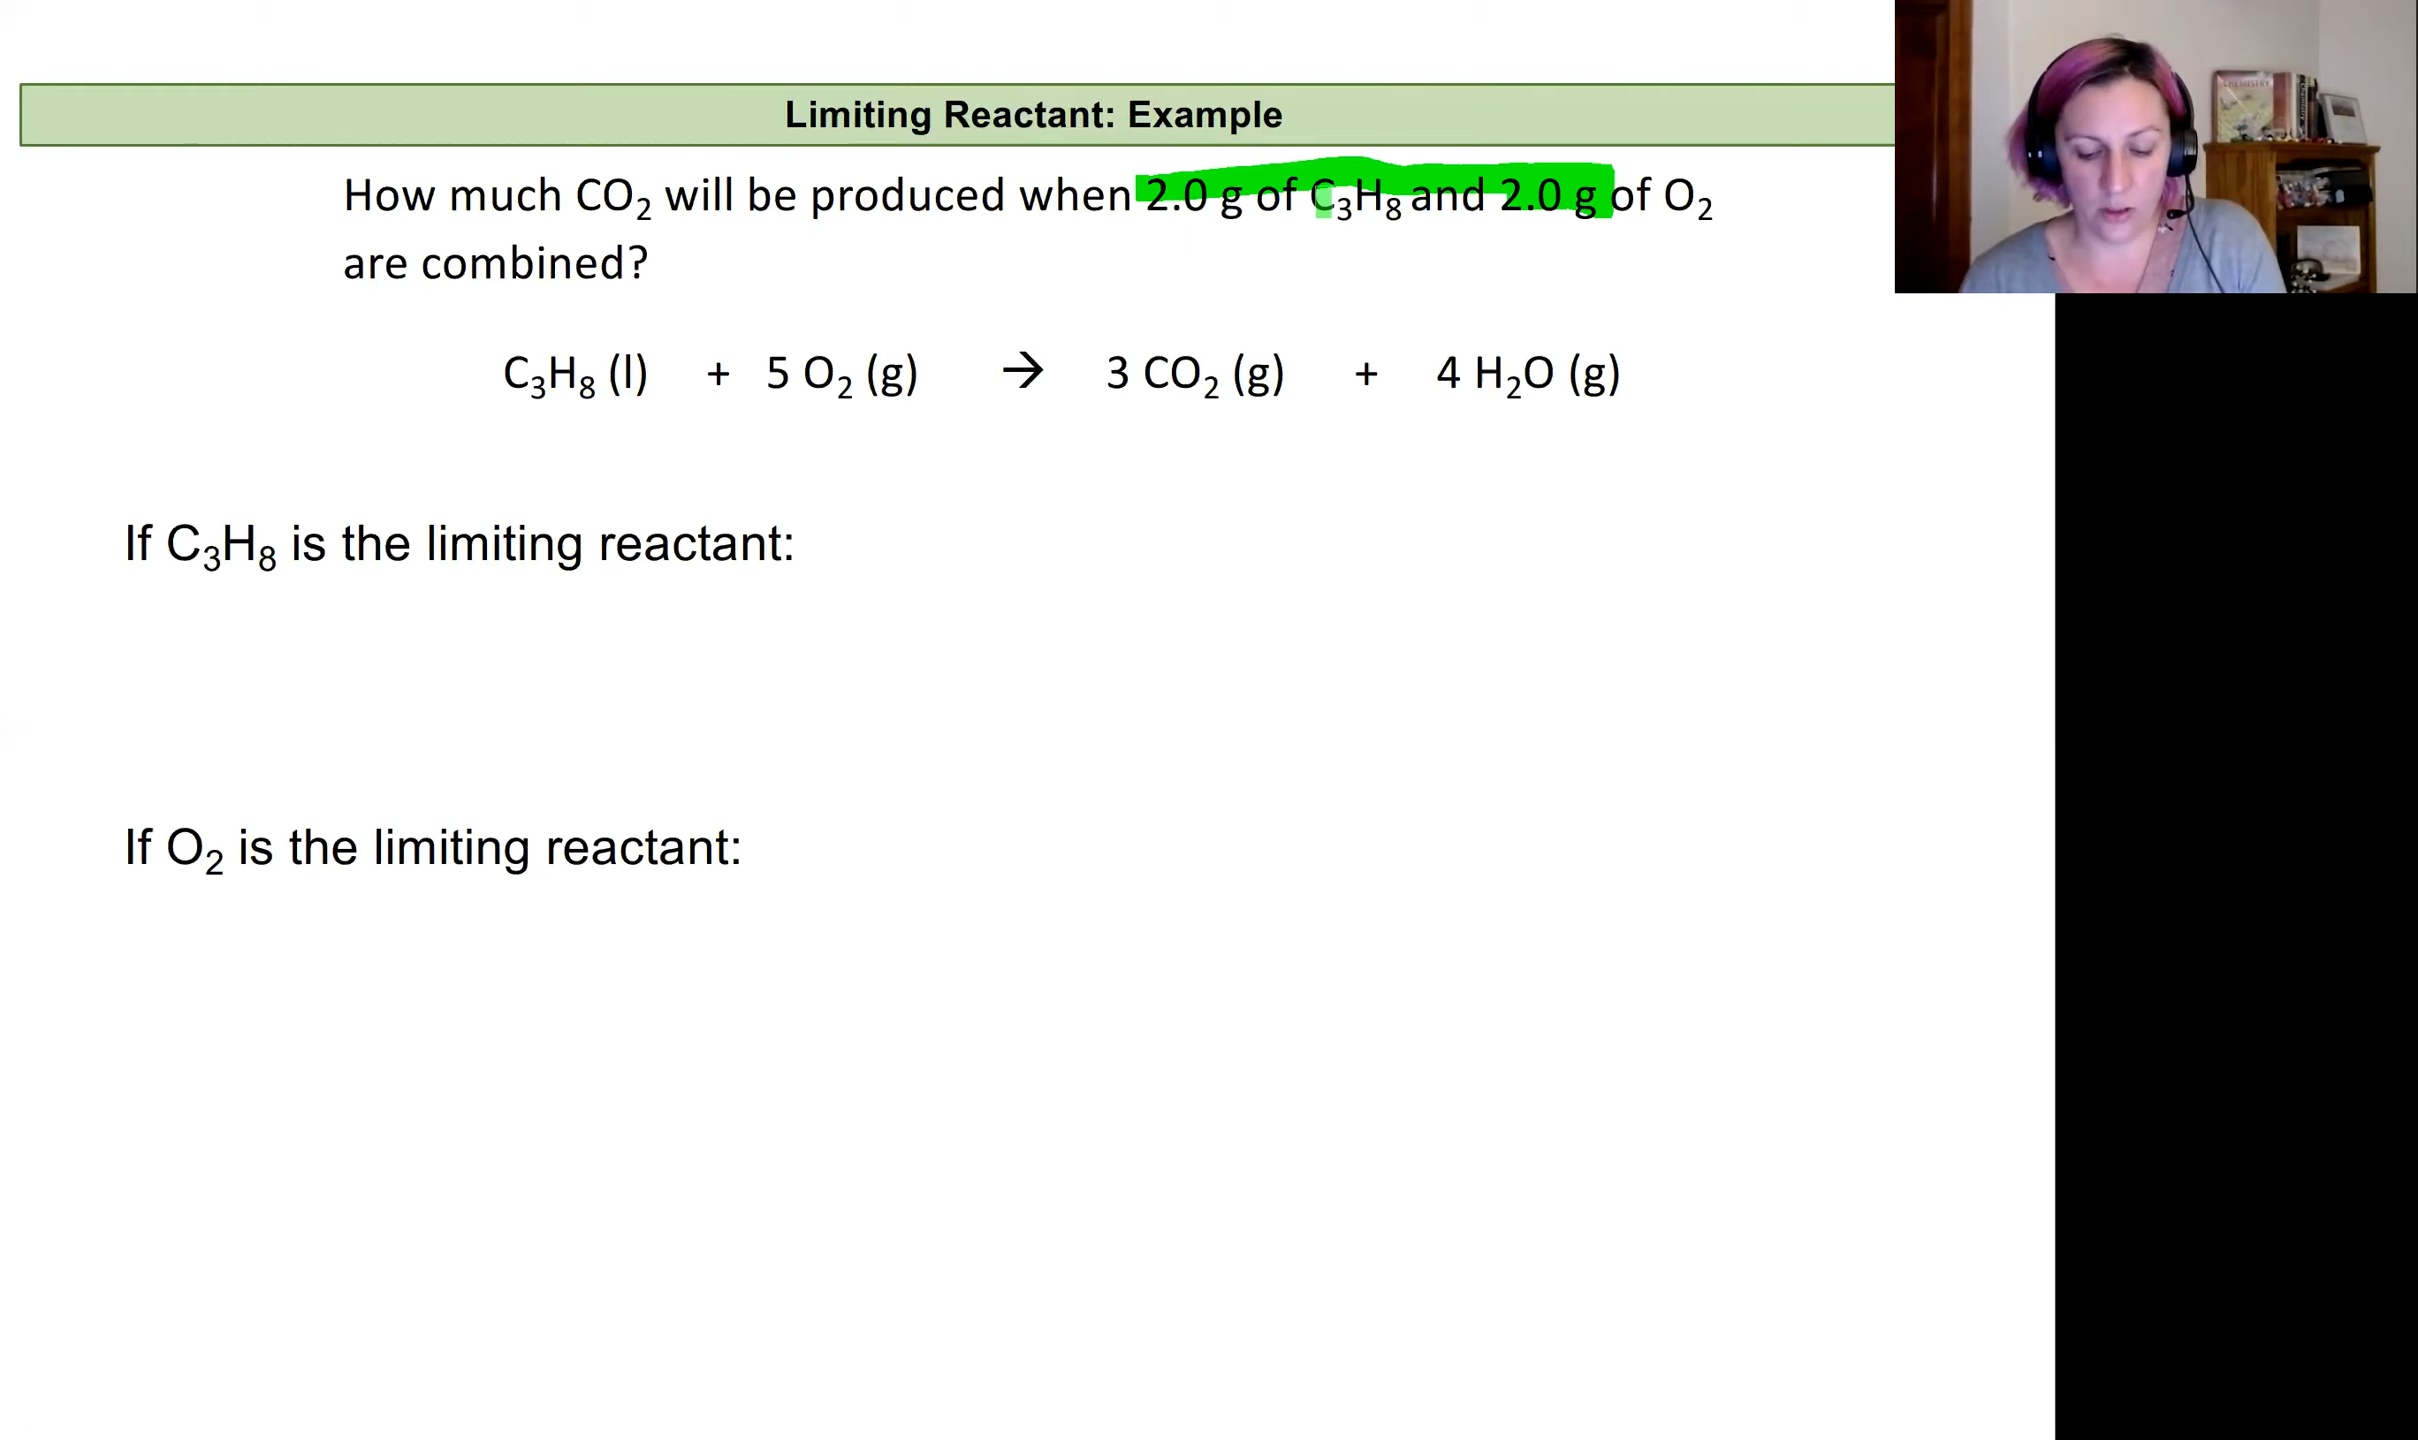 Limiting Reactant: Example
How much CO₂ will be produced when 2.0 g of C₃H₈ and 2.0 g of O₂
are combined?
C₃H₈ (l) + 5 O₂ (g) → 3 CO₂ (g) + 4 H₂O (g)
If C₃H₈ is the limiting reactant:
If O₂ is the limiting reactant:
CHEMISTRY